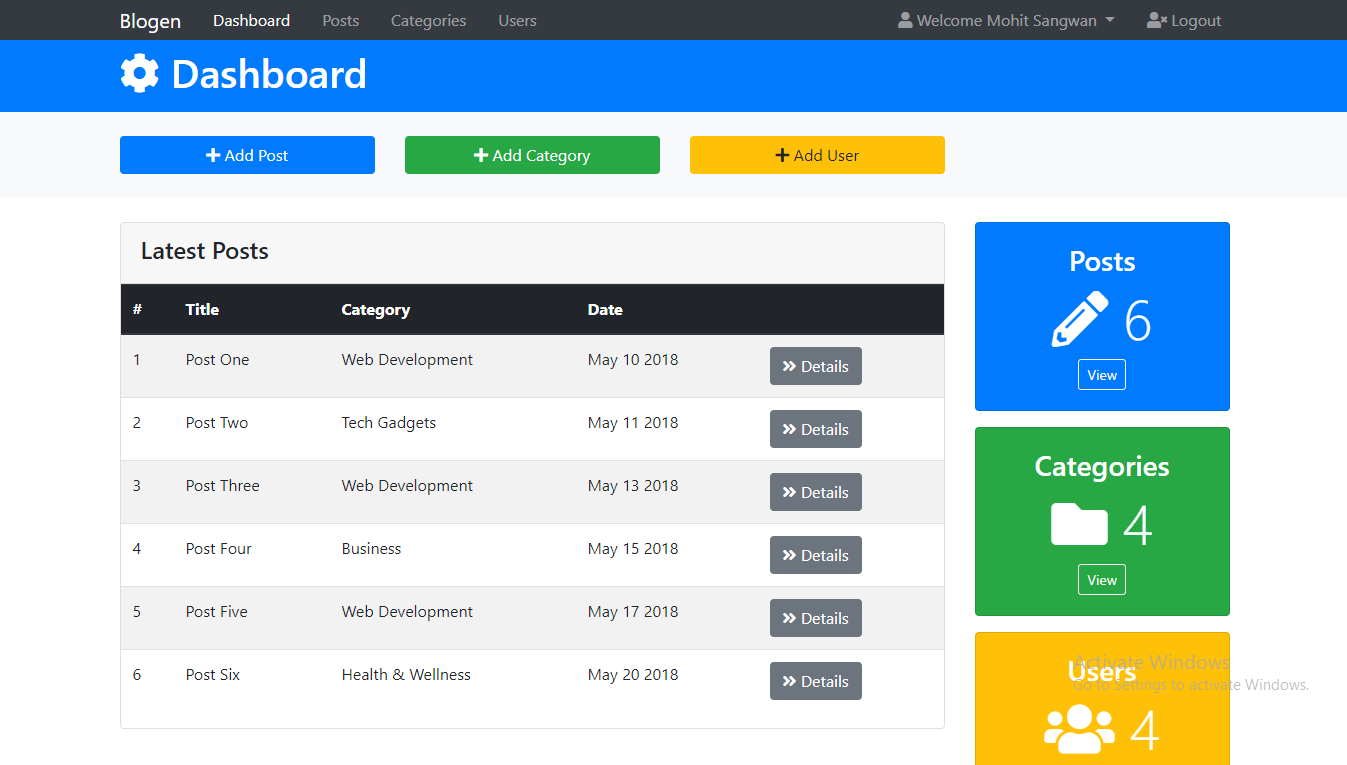 Blogen Dashboard Posts Categories Users Welcome Mohit Sangwan Logout
Dashboard
Add Post Add Category Add User
Latest Posts
# Title Category Date
1 Post One Web Development May 10 2018 Details
2 Post Two Tech Gadgets May 11 2018 Details
3 Post Three Web Development May 13 2018 Details
4 Post Four Business May 15 2018 Details
5 Post Five Web Development May 17 2018 Details
6 Post Six Health & Wellness May 20 2018 Details
Posts
6
View
Categories
4
View
Users
4
Activate Windows
Go to Settings to activate Windows.